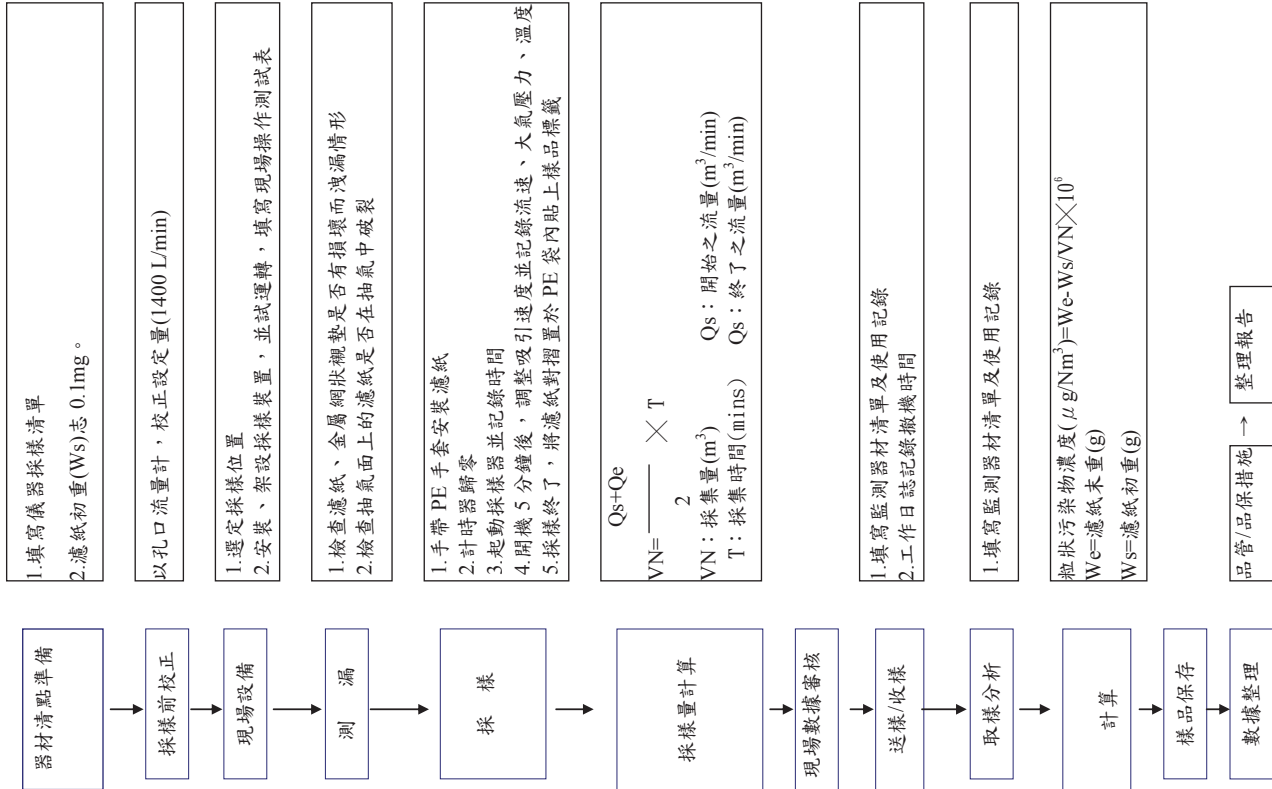 器材清點準備
1.填寫儀器採樣清單
2.濾紙初重(Ws)志 0.1mg。
採樣前校正
以孔口流量計，校正設定量(1400 L/min)
現場設備
1.選定採樣位置
2.安裝、架設採樣裝置，並試運轉，填寫現場操作測試表
測 漏
1.檢查濾紙、金屬網狀襯墊是否有損壞而洩漏情形
2.檢查抽氣面上的濾紙是否在抽氣中破裂
採 樣
1.手帶 PE 手套安裝濾紙
2.計時器歸零
3.起動採樣器並記錄時間
4.開機 5 分鐘後，調整吸引速度並記錄流速、大氣壓力、溫度
5.採樣終了，將濾紙對摺置於 PE 袋內貼上樣品標籤
採樣量計算
Qs+Qe
VN= ╳ T
2
VN：採集量(m³) Qs：開始之流量(m³/min)
T：採集時間(mins) Qs：終了之流量(m³/min)
現場數據審核
送樣/收樣
1.填寫監測器材清單及使用記錄
2.工作日誌記錄撤機時間
取樣分析
1.填寫監測器材清單及使用記錄
計算
粒狀污染物濃度(μg/Nm³)=We-Ws/VN╳10⁶
We=濾紙末重(g)
Ws=濾紙初重(g)
樣品保存
數據整理
品管/品保措施 → 整理報告